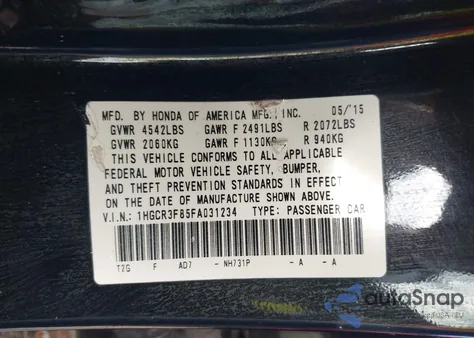 MFD. BY HONDA OF AMERICA MFG., INC. 05/'15
GVWR 4542LBS GAWR F 2491LBS R 2072LBS
GVWR 2060KG GAWR F 1130KG R 940KG
THIS VEHICLE CONFORMS TO ALL APPLICABLE
FEDERAL MOTOR VEHICLE SAFETY, BUMPER,
AND THEFT PREVENTION STANDARDS IN EFFECT
ON THE DATE OF MANUFACTURE SHOWN ABOVE.
V.I.N.: 1HGCR3F85FA031234 TYPE: PASSENGER CAR
T2G F AD7 - NH731P - A - A
autoSnap